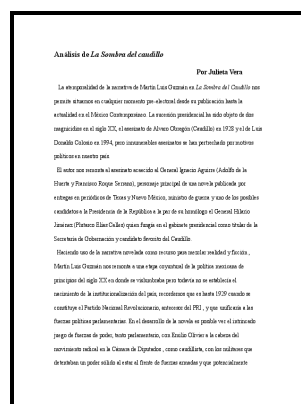 Análisis de La Sombra del caudillo
Por Julieta Vera
La atemporalidad de la narrativa de Martín Luis Guzmán en La Sombra del Caudillo nos
permite situarnos en cualquier momento pre-electoral desde su publicación hasta la
actualidad en el México Contemporáneo. La sucesión presidencial ha sido objeto de dos
magnicidios en el siglo XX, el asesinato de Alvaro Obregón (Caudillo) en 1928 y el de Luis
Donaldo Colosio en 1994, pero innumerables asesinatos se han perpetrado por motivos
políticos en nuestro país.
El autor nos remonta al asesinato acaecido al General Ignacio Aguirre (Adolfo de la
Huerta y Francisco Roque Serrano), personaje principal de una novela publicada por
entregas en periódicos de Texas y Nuevo México, ministro de guerra y uno de los posibles
candidatos a la Presidencia de la República a la par de su homólogo el General Hilario
Jiménez (Plutarco Elías Calles) quien fungía en el gabinete presidencial como titular de la
Secretaría de Gobernación y candidato favorito del Caudillo.
Haciendo uso de la narrativa novelada como recurso para mezclar realidad y ficción,
Martín Luis Guzmán nos remonta a una etapa coyuntural de la política mexicana de
principios del siglo XX en donde se vislumbraba pero todavía no se establecía el
nacimiento de la institucionalización del país, recordemos que es hasta 1929 cuando se
constituye el Partido Nacional Revolucionario, antecesor del PRI, y que unificaría a las
fuerzas políticas parlamentarias. En el desarrollo de la novela es posible ver el intrincado
juego de fuerzas de poder, tanto parlamentario, con Emilio Olivier a la cabeza del
movimiento radical en la Cámara de Diputados, como caudillista, con los militares que
detentaban un poder sólido al estar al frente de fuerzas armadas y que potencialmente